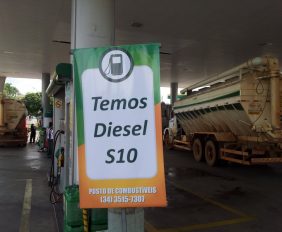 Temos
Diesel
S10
POSTO DE COMBUSTÍVEIS
(34) 3515-7307